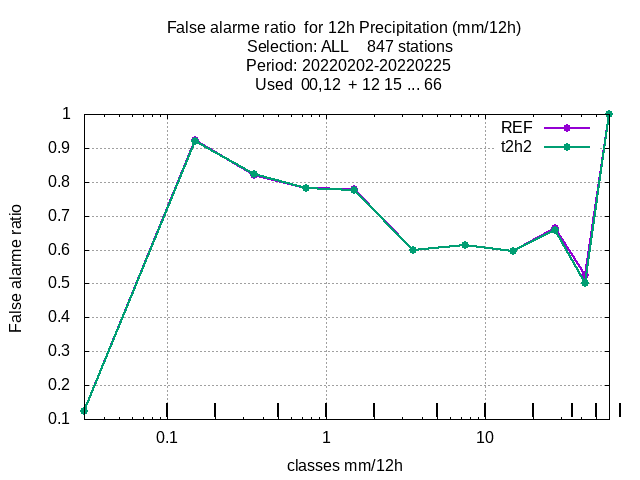 False alarme ratio  for 12h Precipitation (mm/12h)
Selection: ALL    847 stations
Period: 20220202-20220225
Used  00,12  + 12 15 ... 66
REF
t2h2
1
0.9
0.8
0.7
0.6
0.5
0.4
0.3
0.2
0.1
False alarme ratio
0.1
1
10
classes mm/12h